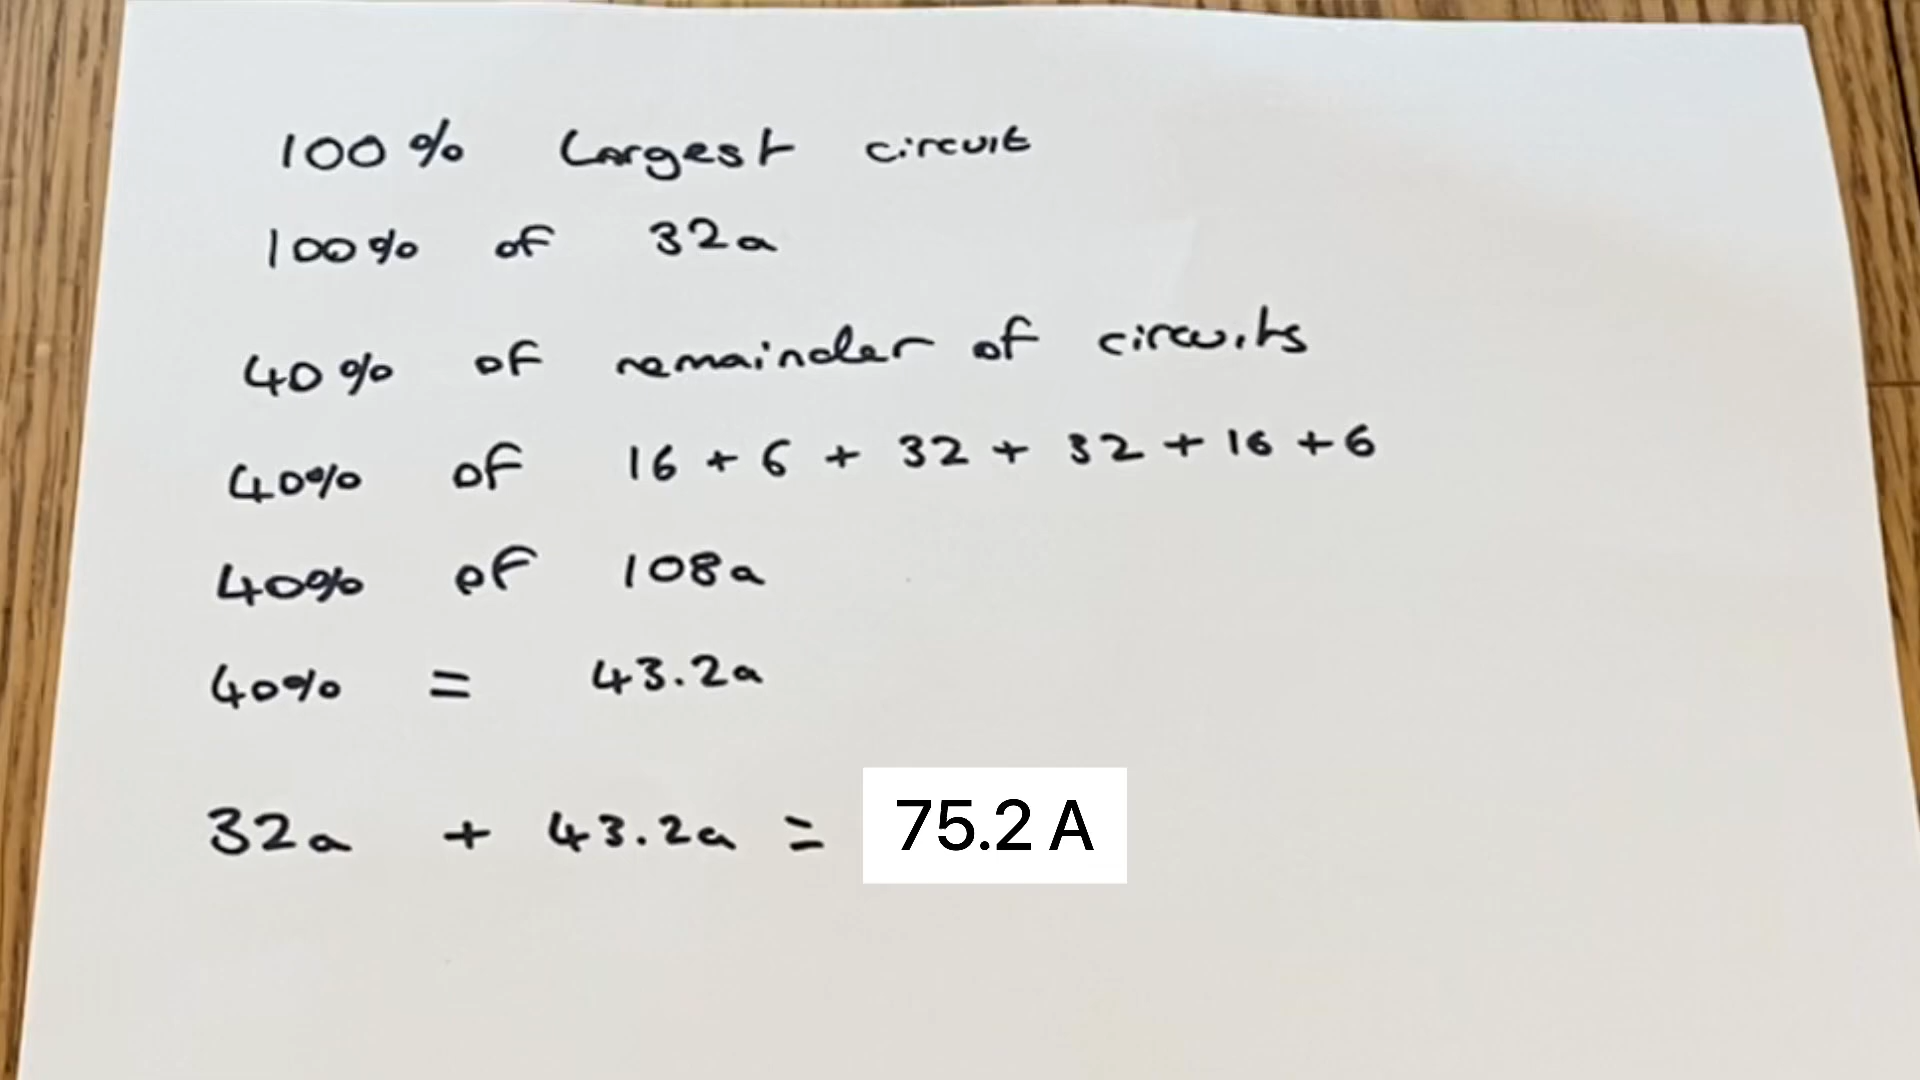 100% Largest circuit
100% of 32a
40% of remainder of circuits
40% of 16 + 6 + 32 + 32 + 16 + 6
40% of 108a
40% = 43.2a
32a + 43.2a = 75.2 A